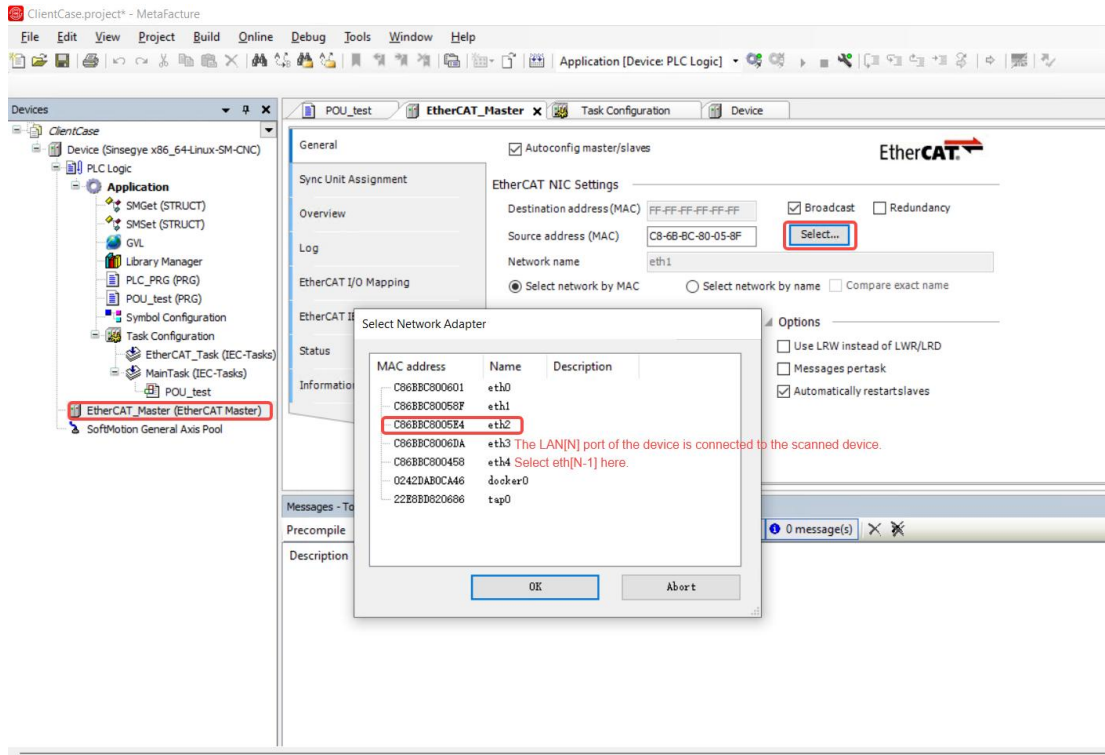 ClientCase.project* - MetaFacture
File Edit View Project Build Online Debug Tools Window Help
Application [Device: PLC Logic]
Devices
ClientCase
Device (Sinsegye x86_64-Linux-SM-CNC)
PLC Logic
Application
SMGet (STRUCT)
SMSet (STRUCT)
GVL
Library Manager
PLC_PRG (PRG)
POU_test (PRG)
Symbol Configuration
Task Configuration
EtherCAT_Task (IEC-Tasks)
MainTask (IEC-Tasks)
POU_test
EtherCAT_Master (EtherCAT Master)
SoftMotion General Axis Pool
POU_test EtherCAT_Master Task Configuration Device
General
Sync Unit Assignment
Overview
Log
EtherCAT I/O Mapping
EtherCAT IE
Status
Informatio
Autoconfig master/slaves
EtherCAT.
EtherCAT NIC Settings
Destination address(MAC) FF-FF-FF-FF-FF-FF Broadcast Redundancy
Source address (MAC) C8-6B-BC-80-05-8F Select...
Network name eth1
Select network by MAC Select network by name Compare exact name
Options
Use LRW instead of LWR/LRD
Messages pertask
Automatically restartslaves
Select Network Adapter
MAC address Name Description
C86BBC800601 eth0
C86BBC80058F eth1
C86BBC8005E4 eth2
C86BBC8006DA eth3 The LAN[N] port of the device is connected to the scanned device.
C86BBC800458 eth4 Select eth[N-1] here.
0242DAB0CA46 docker0
22E8BD820686 tap0
OK Abort
Messages - To
Precompile 0 message(s)
Description